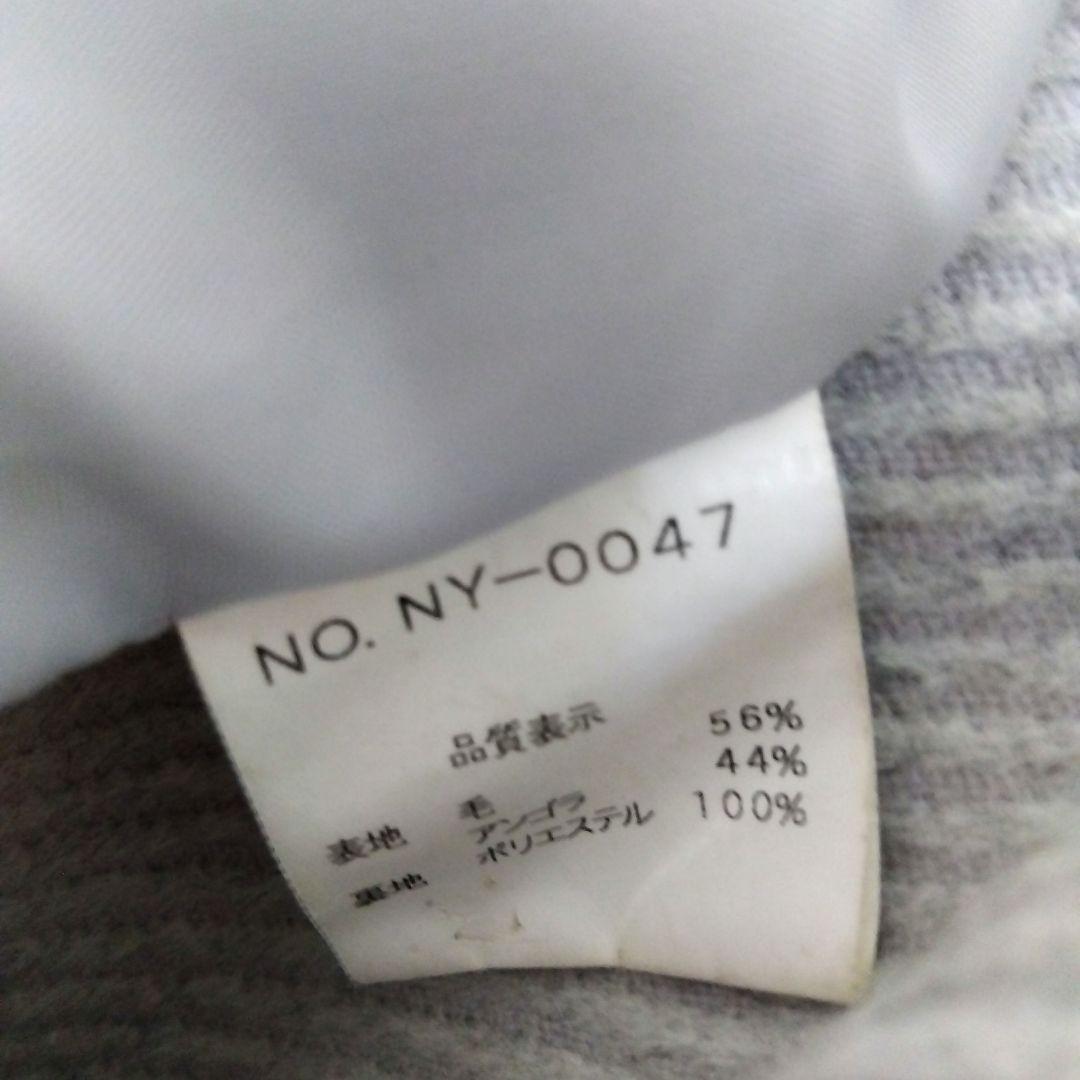 NO. NY-0047
品質表示
表地 毛 56%
アンゴラ 44%
裏地 ポリエステル 100%